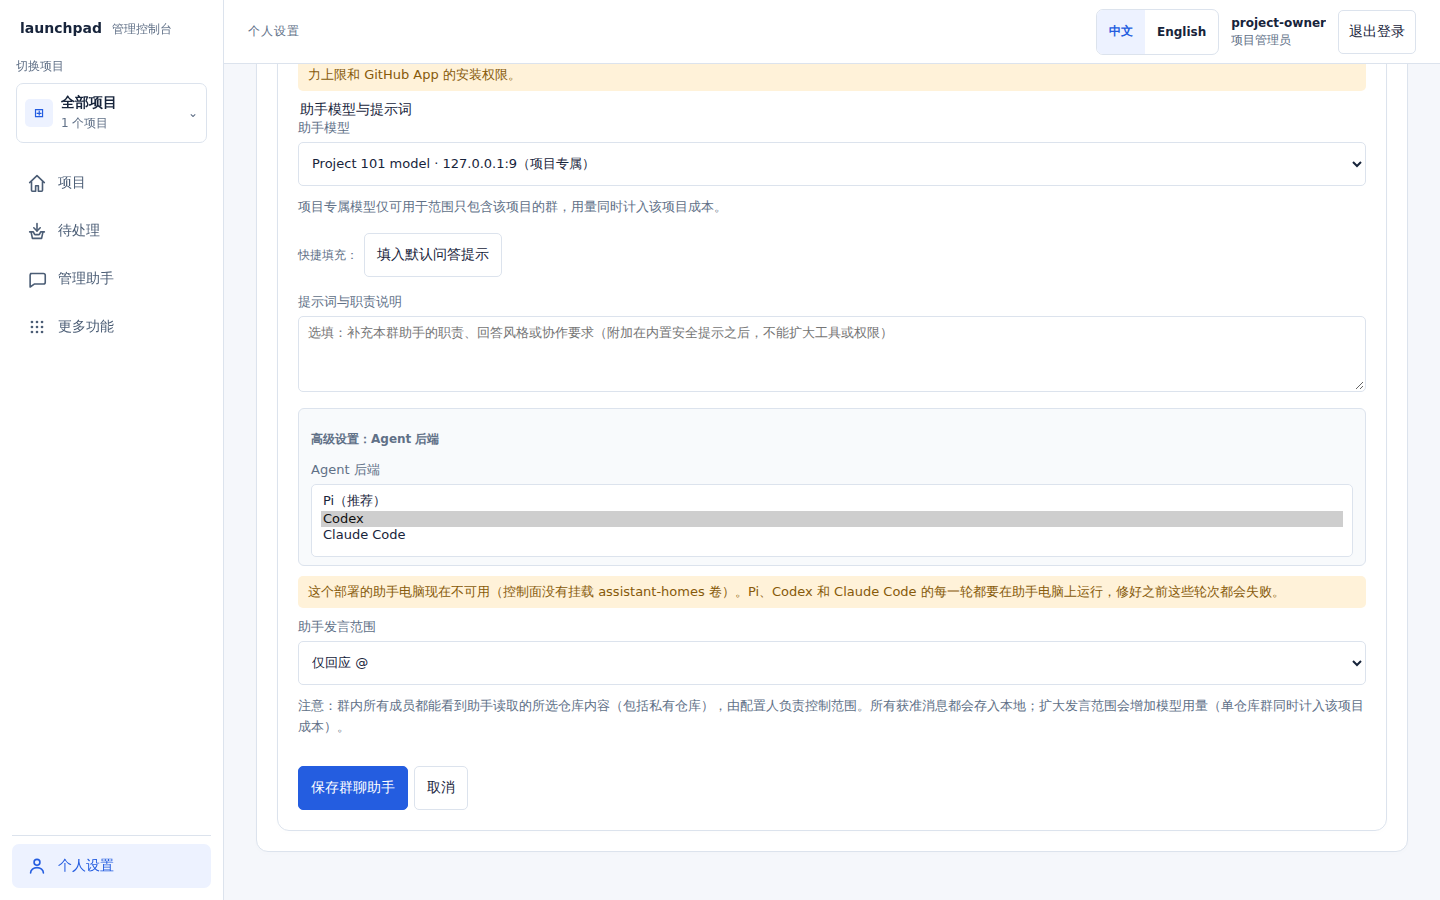 launchpad 管理控制台
切换项目
全部项目
1 个项目
项目
待处理
管理助手
更多功能
个人设置
个人设置
中文
English
project-owner
项目管理员
退出登录
力上限和 GitHub App 的安装权限。
助手模型与提示词
助手模型
Project 101 model · 127.0.0.1:9（项目专属）
项目专属模型仅可用于范围只包含该项目的群，用量同时计入该项目成本。
快捷填充：
填入默认问答提示
提示词与职责说明
选填：补充本群助手的职责、回答风格或协作要求（附加在内置安全提示之后，不能扩大工具或权限）
高级设置：Agent 后端
Agent 后端
Pi（推荐）
Codex
Claude Code
这个部署的助手电脑现在不可用（控制面没有挂载 assistant-homes 卷）。Pi、Codex 和 Claude Code 的每一轮都要在助手电脑上运行，修好之前这些轮次都会失败。
助手发言范围
仅回应 @
注意：群内所有成员都能看到助手读取的所选仓库内容（包括私有仓库），由配置人负责控制范围。所有获准消息都会存入本地；扩大发言范围会增加模型用量（单仓库群同时计入该项目
成本）。
保存群聊助手
取消